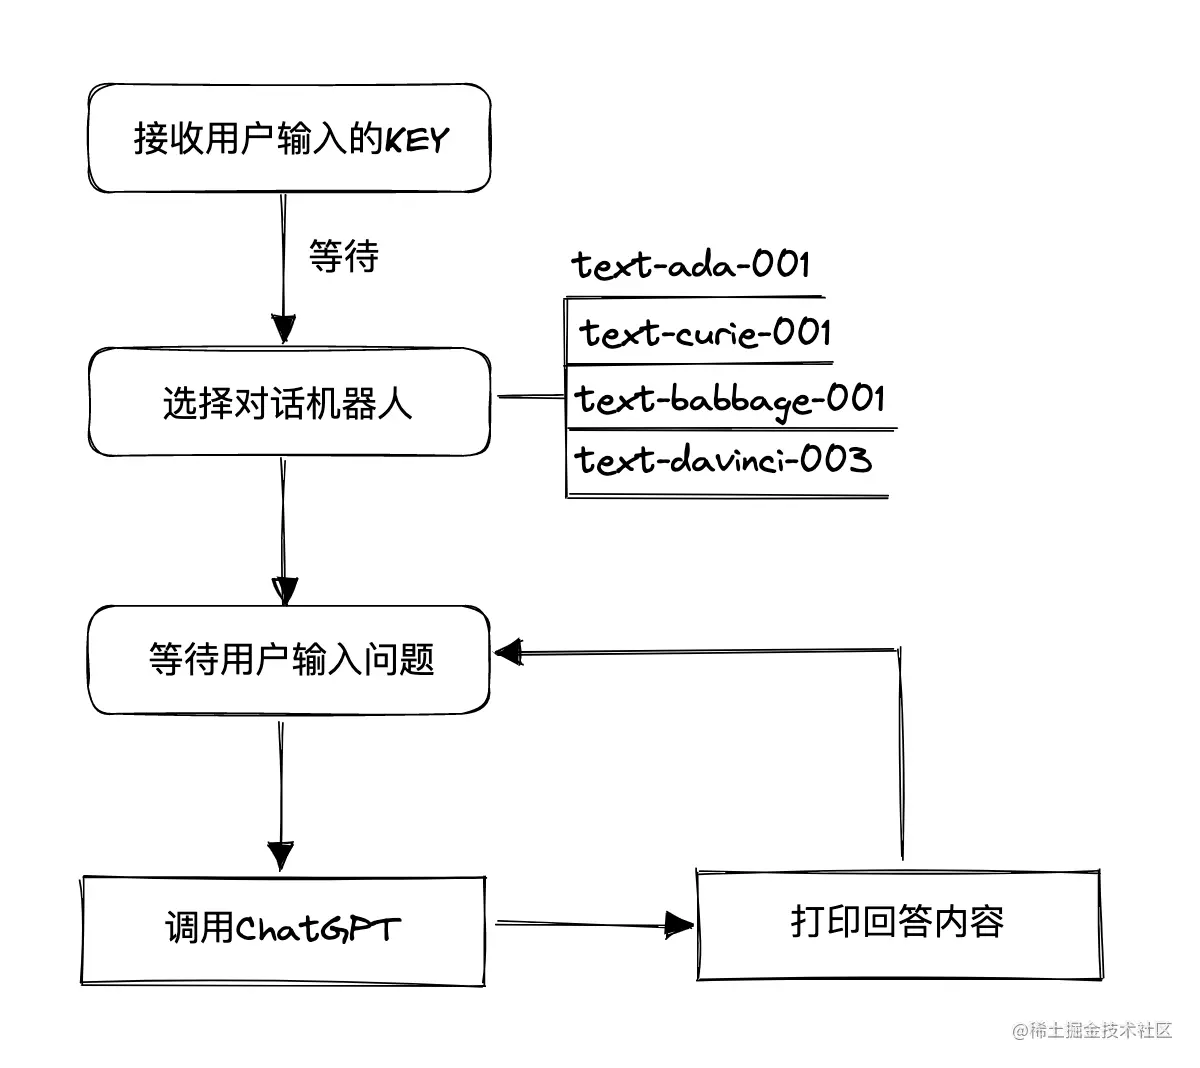 接收用户输入的KEY
等待
text-ada-001
text-curie-001
选择对话机器人
text-babbage-001
text-davinci-003
等待用户输入问题
调用ChatGPT
打印回答内容
@稀土掘金技术社区